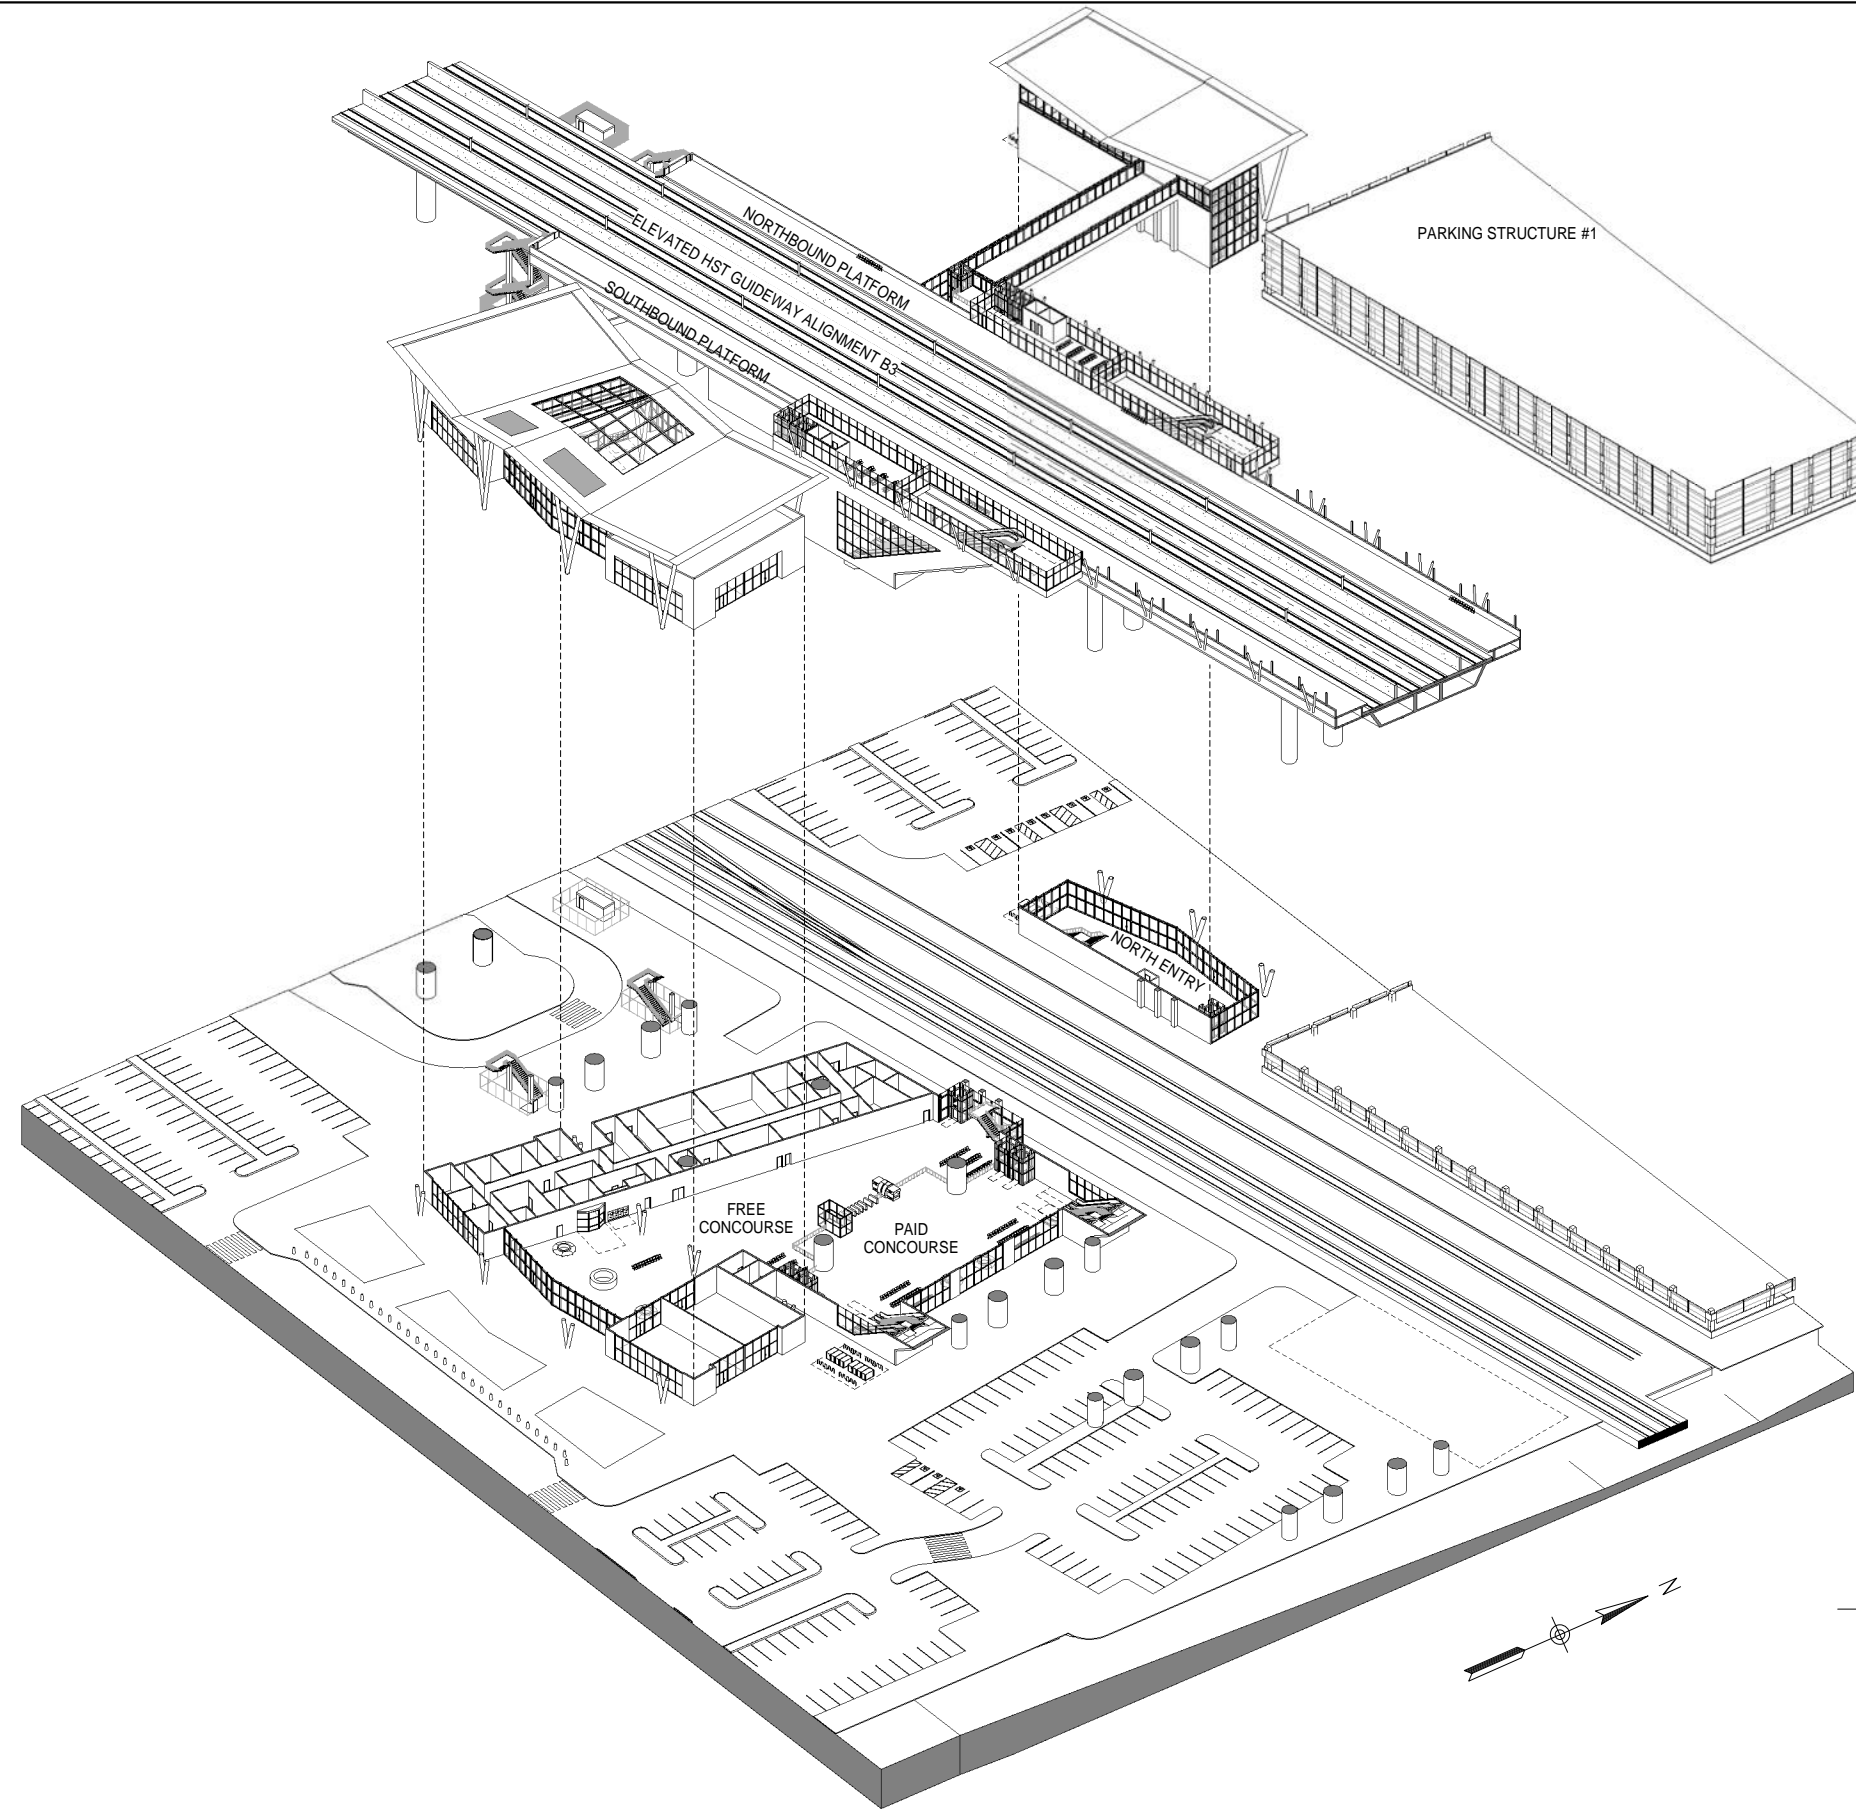 PARKING STRUCTURE #1
NORTHBOUND PLATFORM
ELEVATED HST GUIDEWAY ALIGNMENT B3
SOUTHBOUND PLATFORM
NORTH ENTRY
FREE
CONCOURSE
PAID
CONCOURSE
N